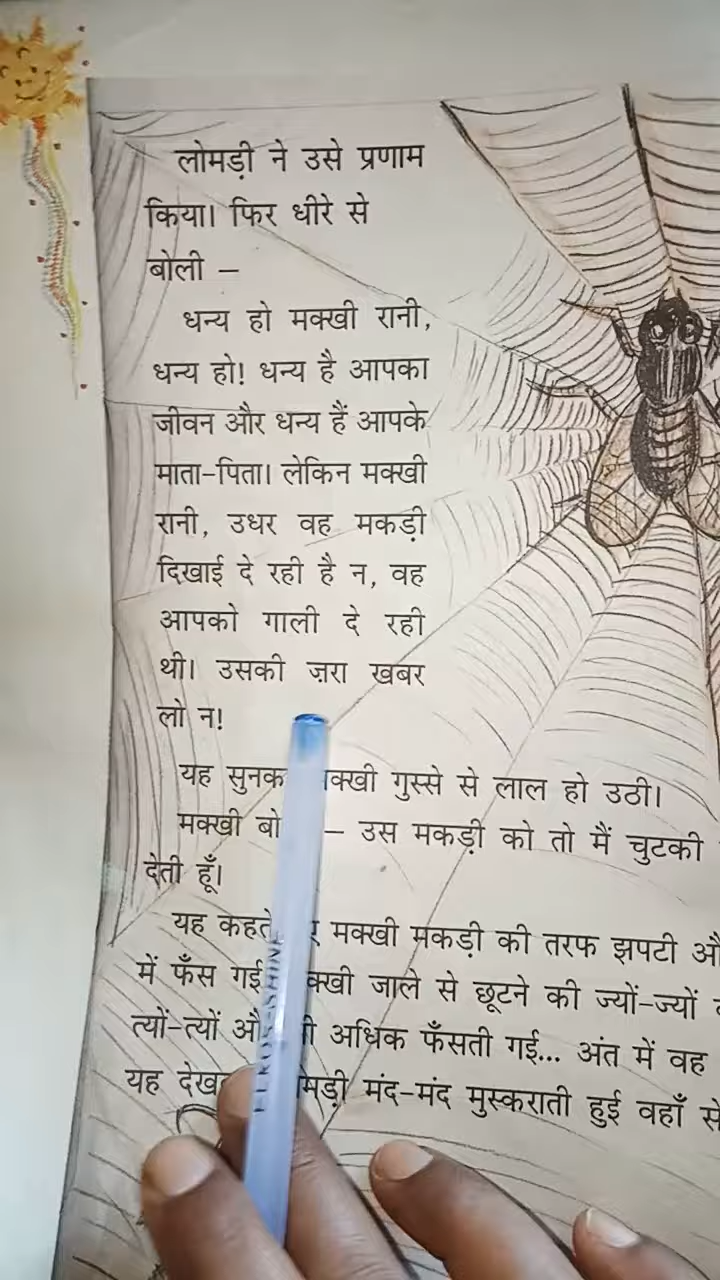 लोमड़ी ने उसे प्रणाम
किया। फिर धीरे से
बोली –
धन्य हो मक्खी रानी,
धन्य हो! धन्य है आपका
जीवन और धन्य हैं आपके
माता-पिता। लेकिन मक्खी
रानी, उधर वह मकड़ी
दिखाई दे रही है न, वह
आपको गाली दे रही
थी। उसकी ज़रा खबर
लो न!
यह गुस्से से लाल हो उठी।
मक्खी – उस मकड़ी को तो मैं चुटकी
देती हूँ।
यह मक्खी मकड़ी की तरफ झपटी
में फँस गई जाले से छूटने की ज्यों-ज्यों
त्यों-त्यों अधिक फँसती गई... अंत में वह
यह मंद-मंद मुस्कराती हुई वहाँ